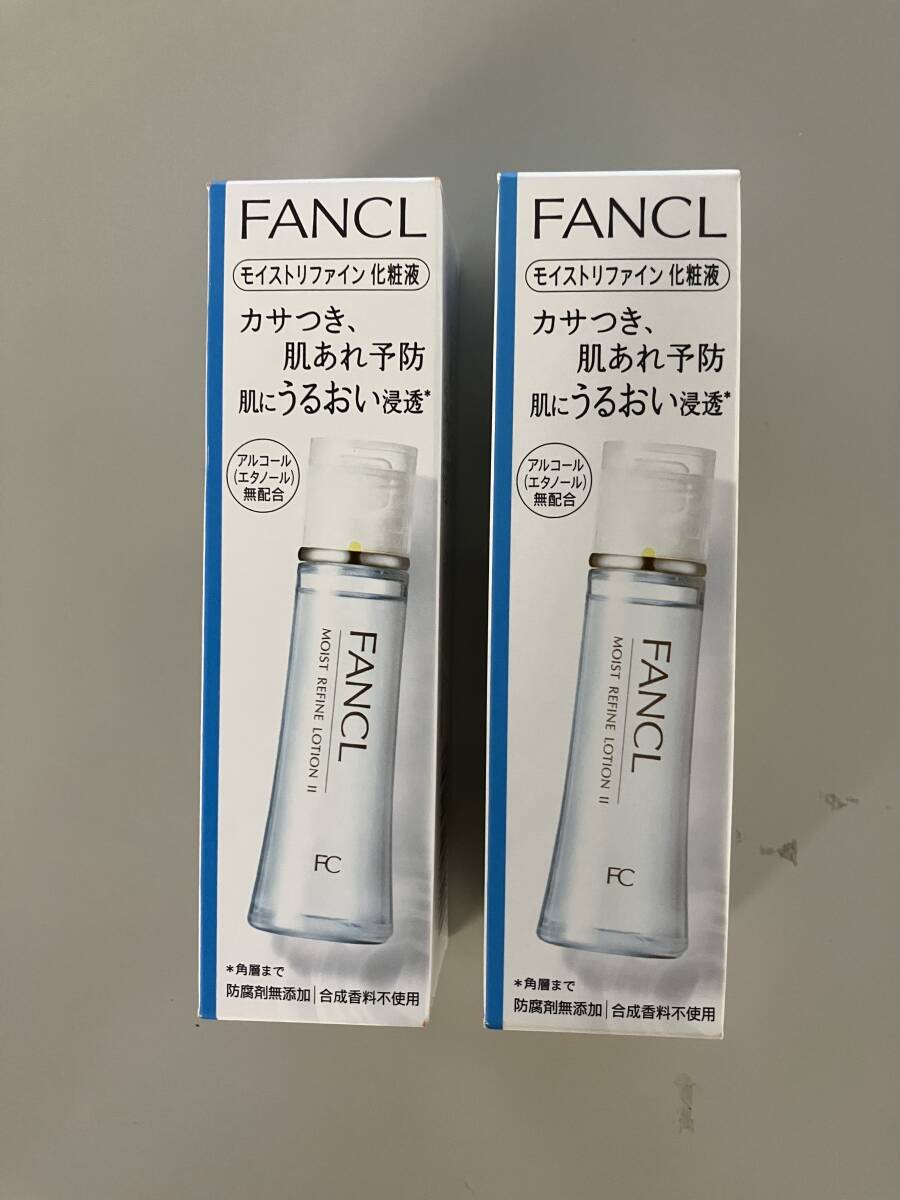 FANCL
モイストリファイン 化粧液
カサつき、
肌あれ予防
肌にうるおい浸透*
アルコール
(エタノール)
無配合
FANCL
MOIST REFINE LOTION II
FC
*角層まで
防腐剤無添加|合成香料不使用
FANCL
モイストリファイン 化粧液
カサつき、
肌あれ予防
肌にうるおい浸透*
アルコール
(エタノール)
無配合
FANCL
MOIST REFINE LOTION II
FC
*角層まで
防腐剤無添加|合成香料不使用